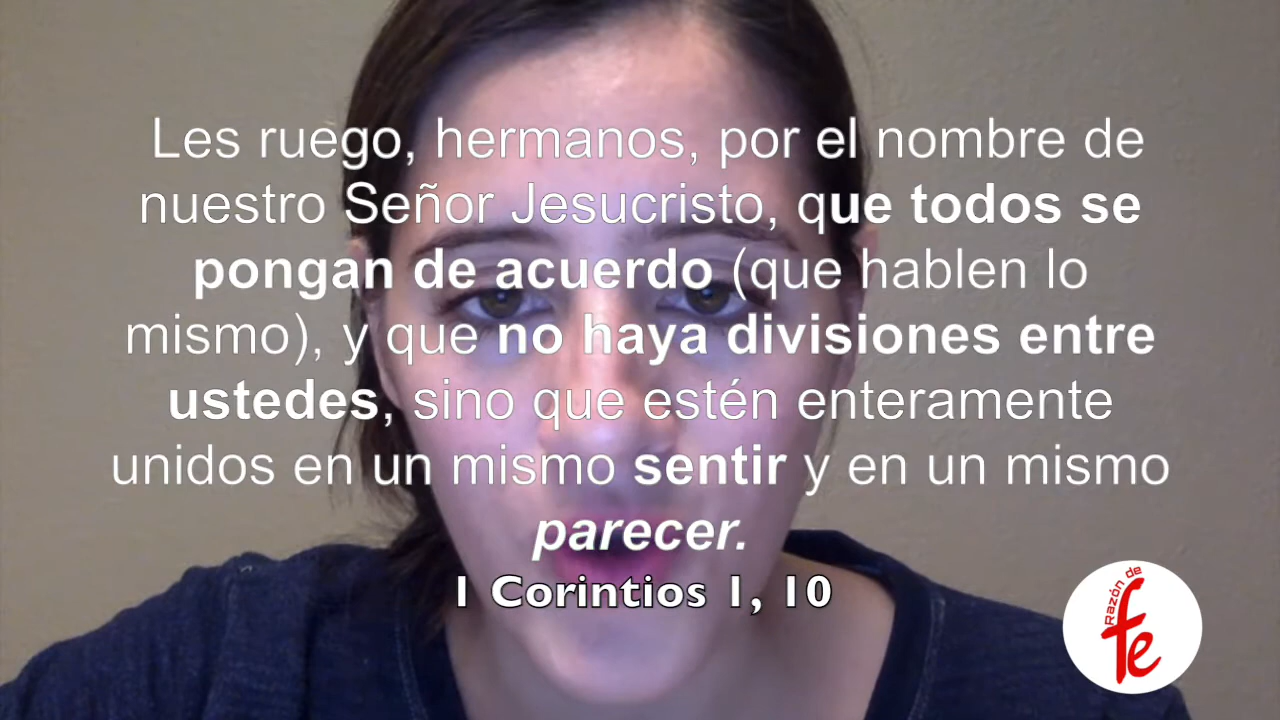 Les ruego, hermanos, por el nombre de
nuestro Señor Jesucristo, que todos se
pongan de acuerdo (que hablen lo
mismo), y que no haya divisiones entre
ustedes, sino que estén enteramente
unidos en un mismo sentir y en un mismo
parecer.
1 Corintios 1, 10
Razón de
fe